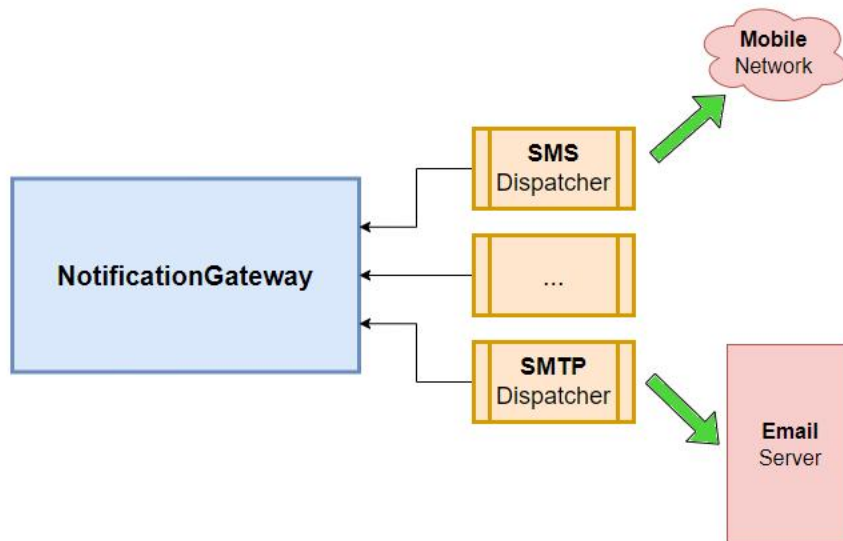 Mobile
Network
SMS
Dispatcher
NotificationGateway
...
SMTP
Dispatcher
Email
Server